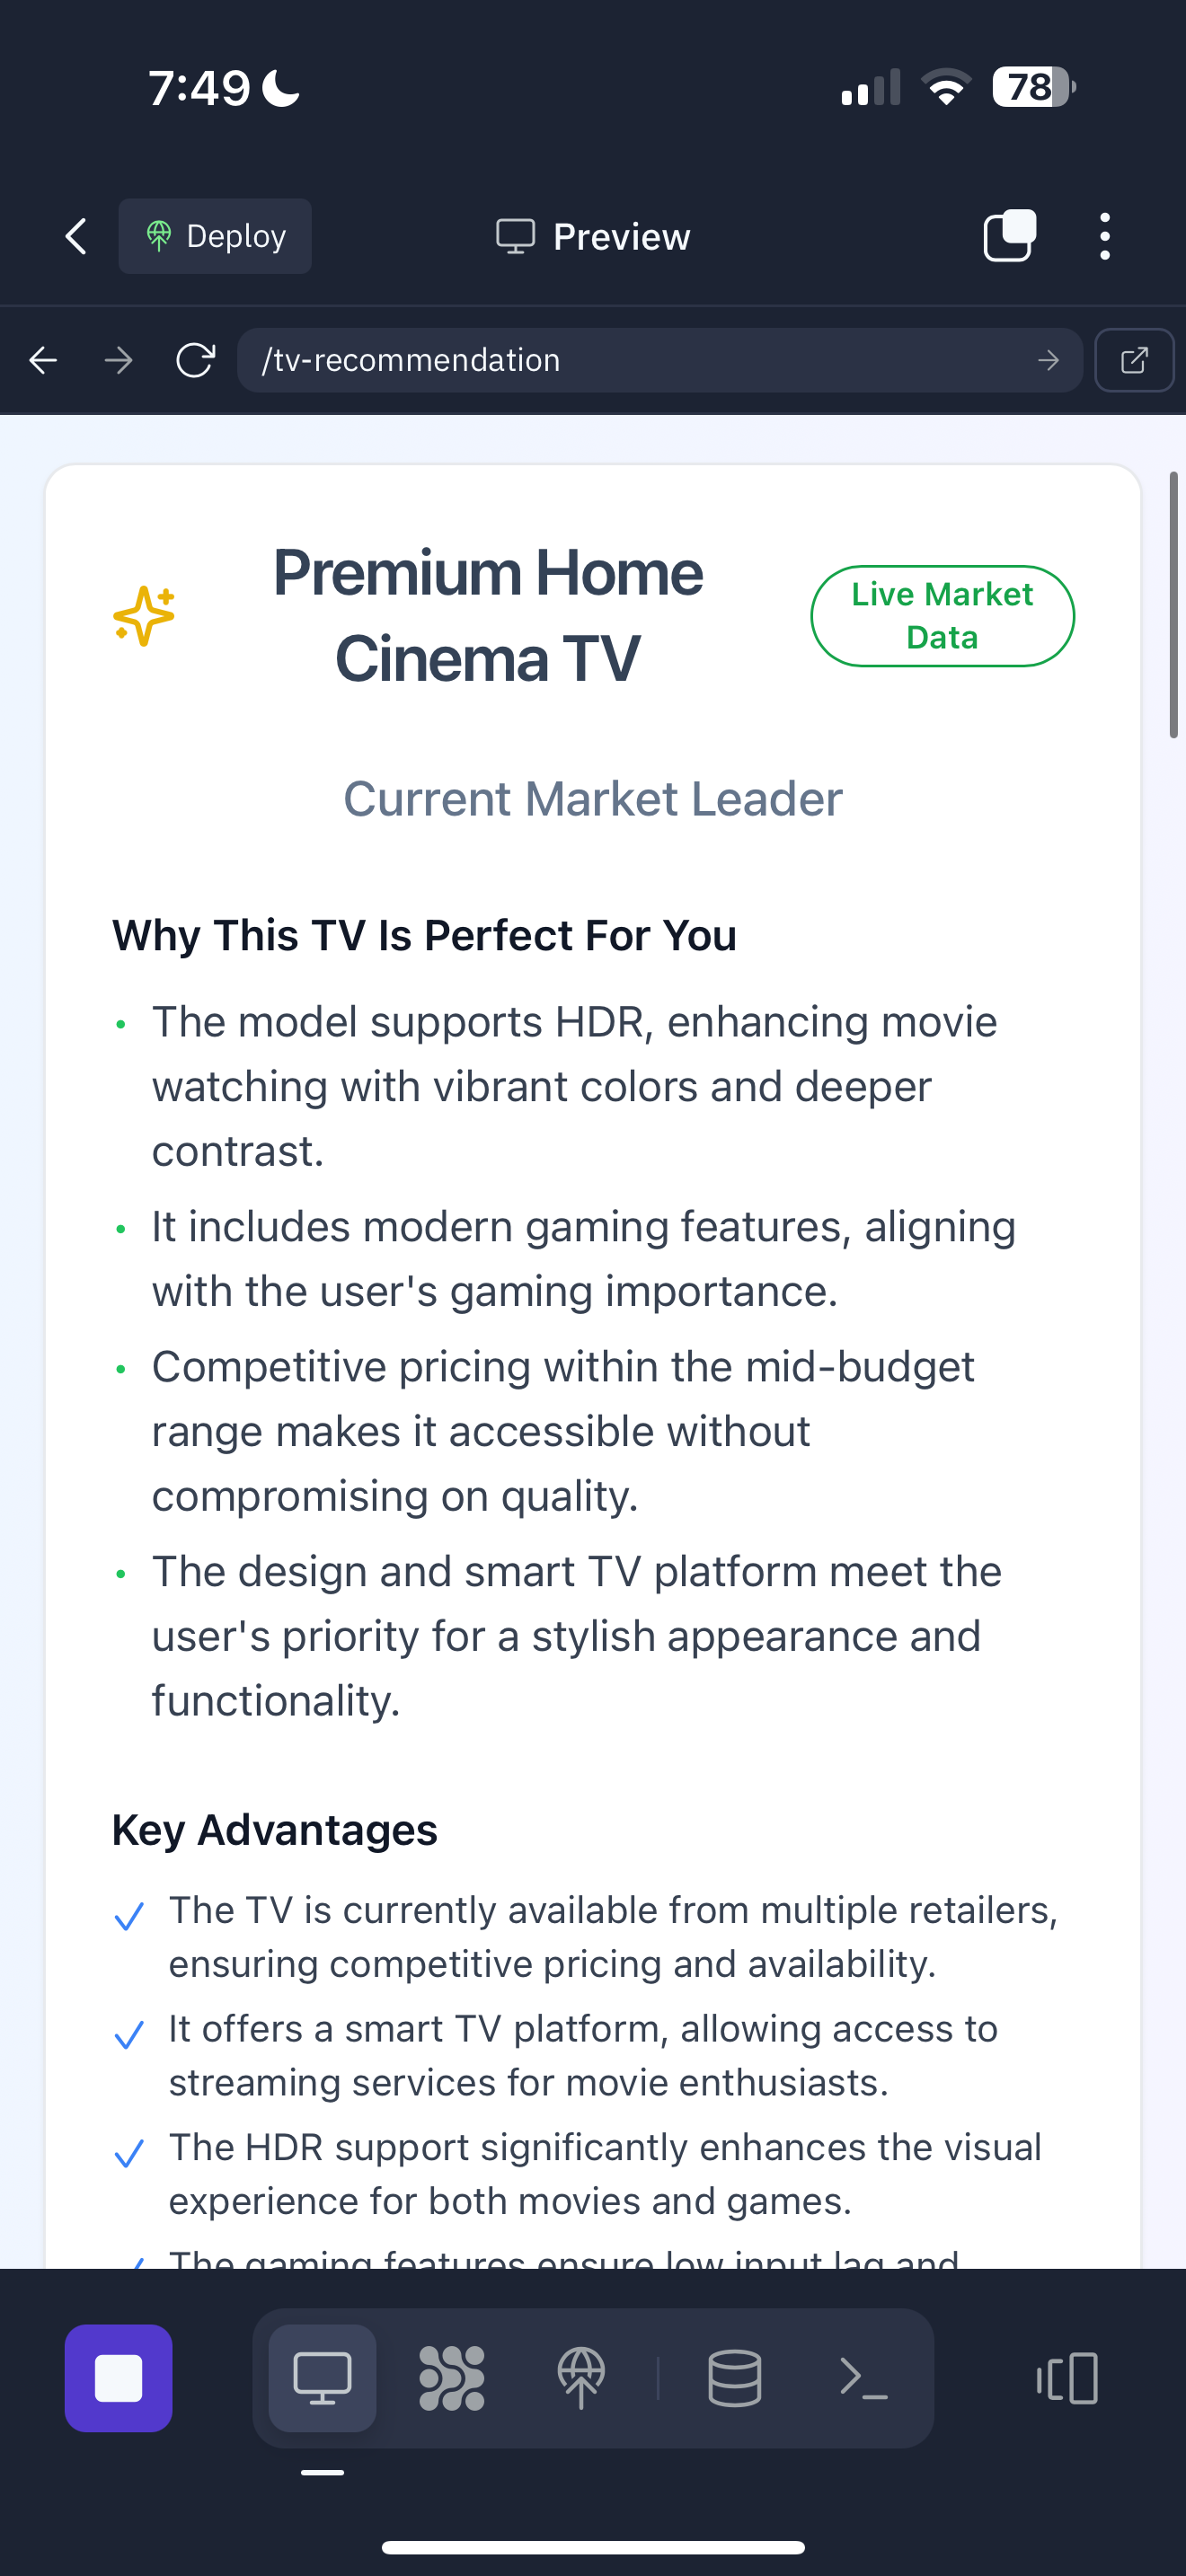 7:49
78
Deploy
Preview
/tv-recommendation
Premium Home
Cinema TV
Live Market
Data
Current Market Leader
Why This TV Is Perfect For You
• The model supports HDR, enhancing movie
watching with vibrant colors and deeper
contrast.
• It includes modern gaming features, aligning
with the user's gaming importance.
• Competitive pricing within the mid-budget
range makes it accessible without
compromising on quality.
• The design and smart TV platform meet the
user's priority for a stylish appearance and
functionality.
Key Advantages
The TV is currently available from multiple retailers,
ensuring competitive pricing and availability.
It offers a smart TV platform, allowing access to
streaming services for movie enthusiasts.
The HDR support significantly enhances the visual
experience for both movies and games.
The gaming features ensure low input lag and